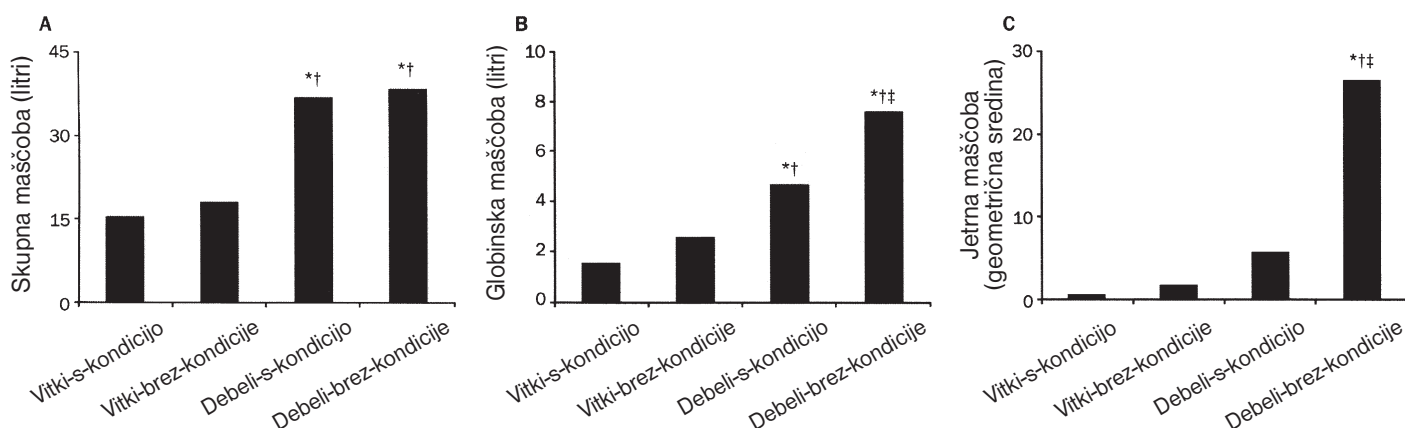 A
Skupna maščoba (litri)
45
30
15
0
*†
*†
Vitki-s-kondicijo
Vitki-brez-kondicije
Debeli-s-kondicijo
Debeli-brez-kondicije
B
Globinska maščoba (litri)
10
8
6
4
2
0
*†
*†‡
Vitki-s-kondicijo
Vitki-brez-kondicije
Debeli-s-kondicijo
Debeli-brez-kondicije
C
Jetrna maščoba
(geometrična sredina)
30
20
10
0
*†‡
Vitki-s-kondicijo
Vitki-brez-kondicije
Debeli-s-kondicijo
Debeli-brez-kondicije